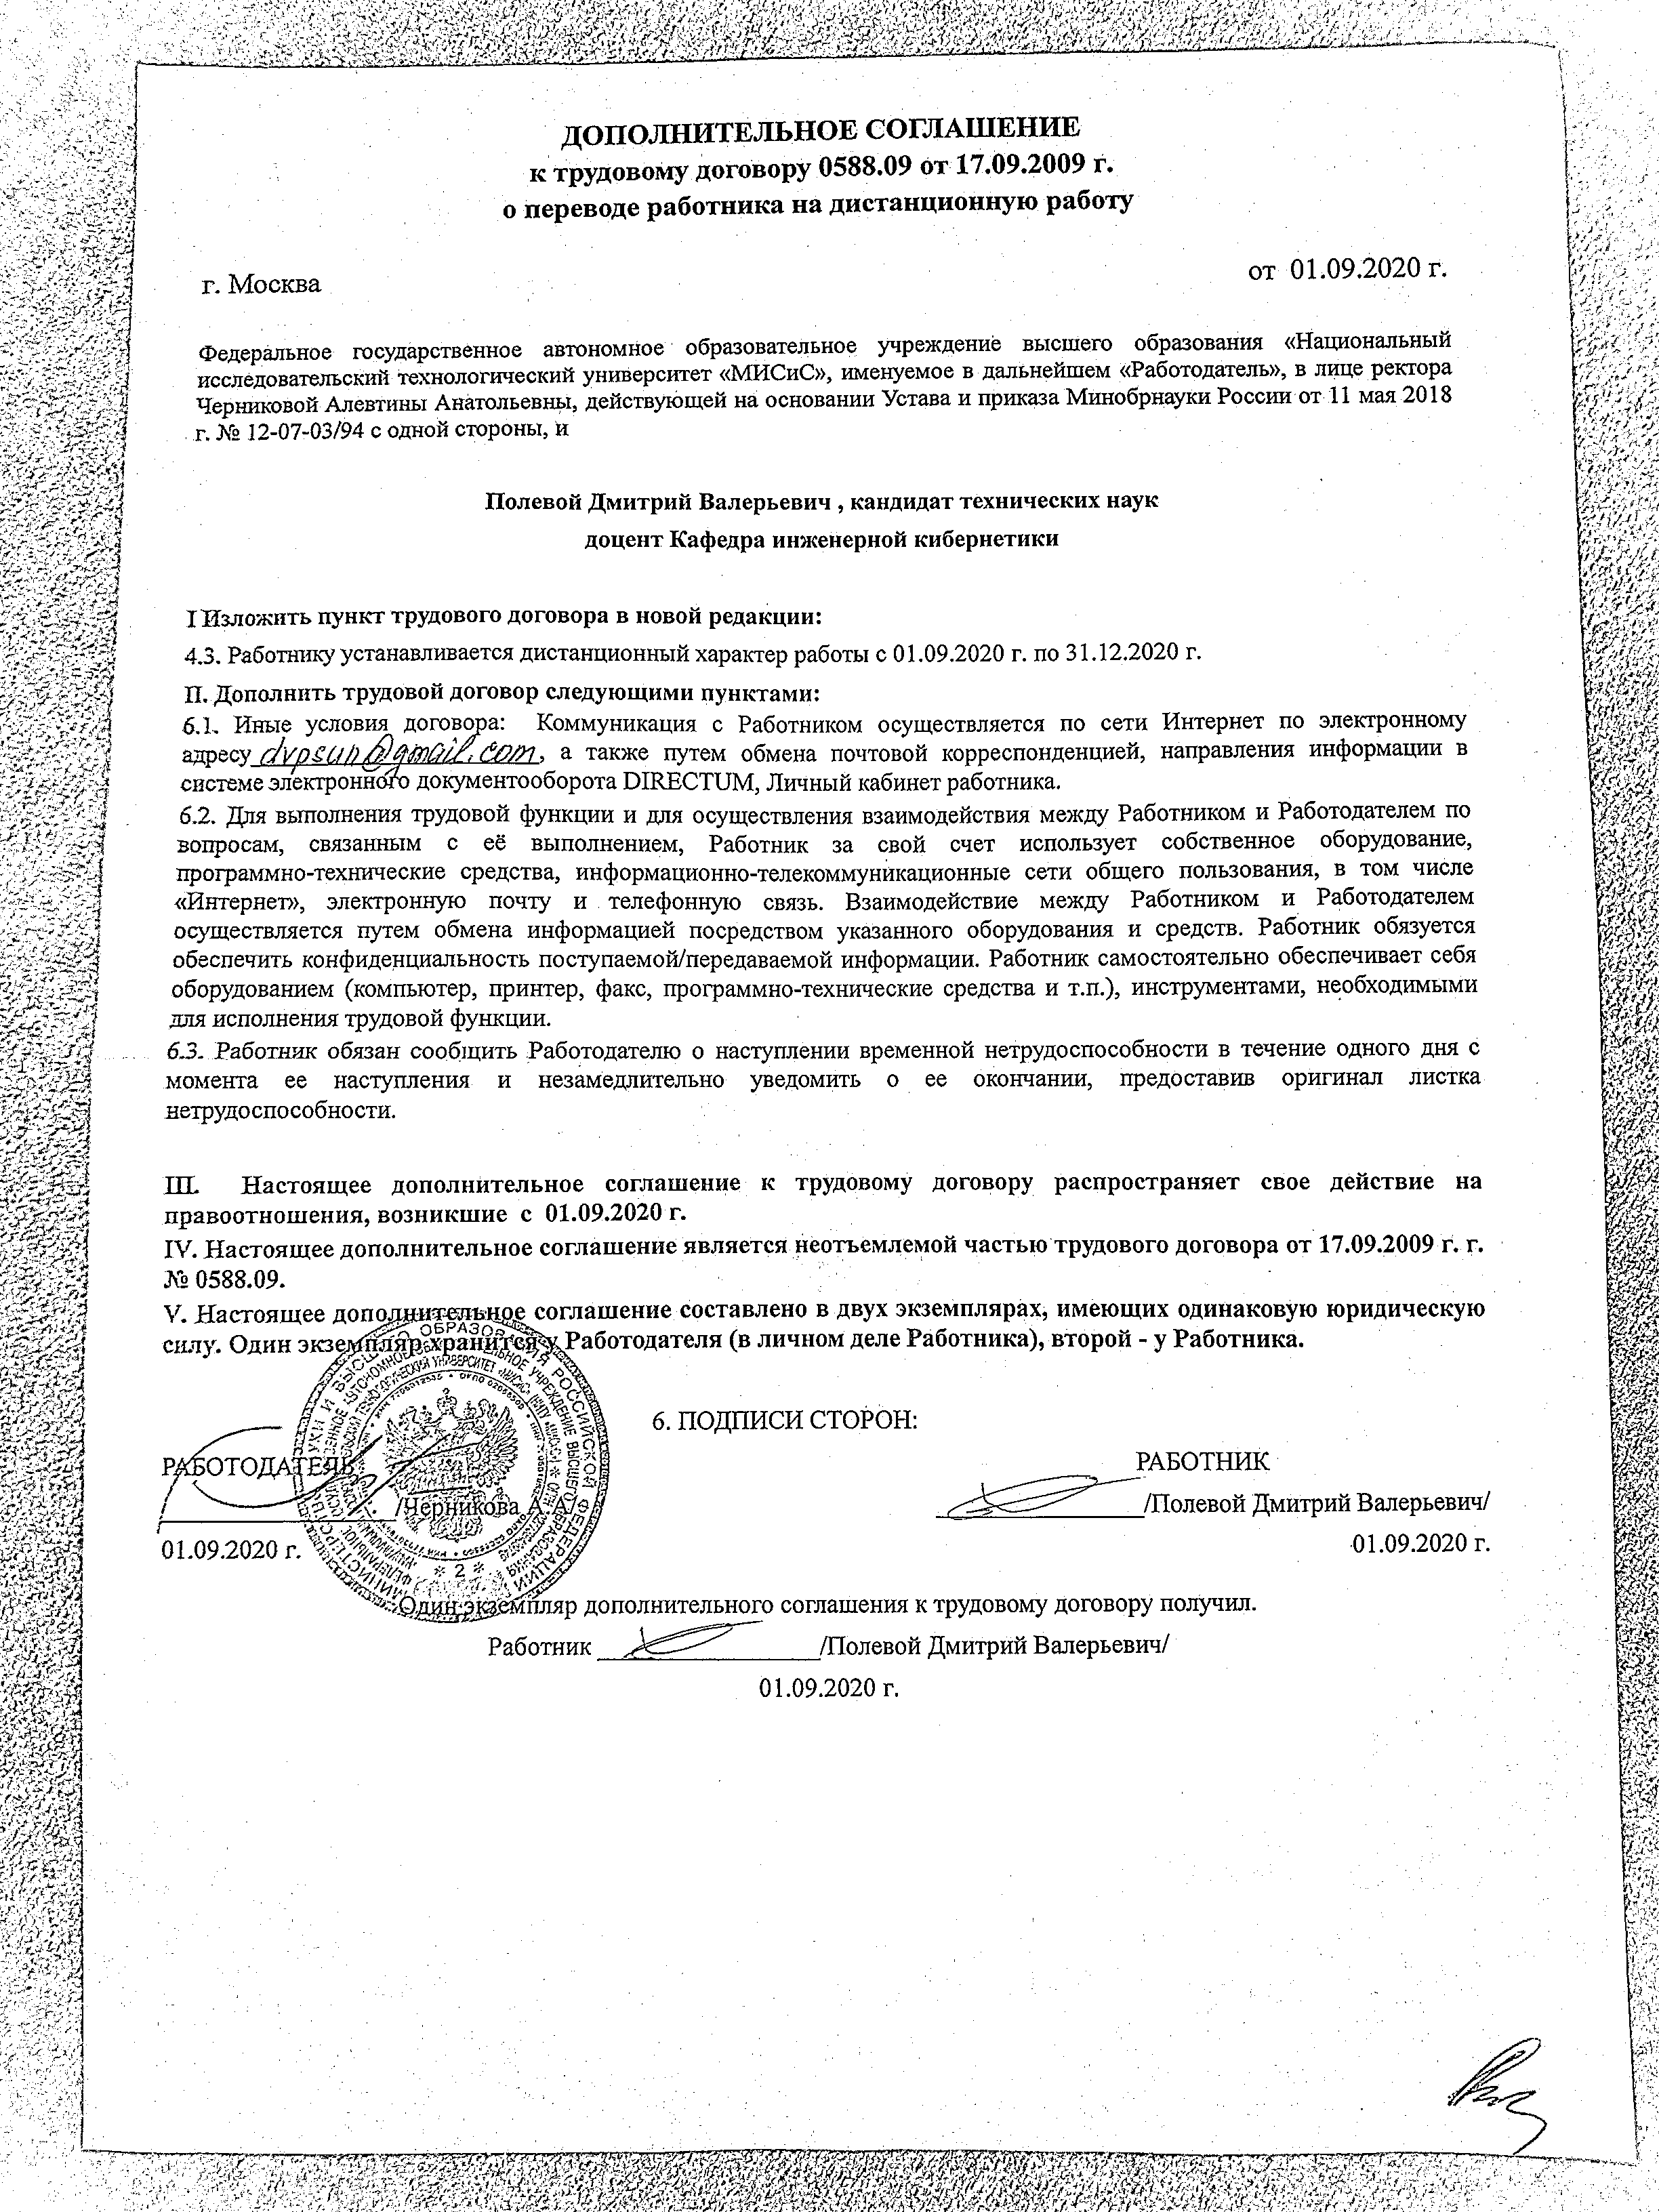 ДОПОЛНИТЕЛЬНОЕ СОГЛАШЕНИЕ
к трудовому договору 0588.09 от 17.09.2009 г.
о переводе работника на дистанционную работу
г. Москва
от 01.09.2020 г.
Федеральное государственное автономное образовательное учреждение высшего образования «Национальный
исследовательский технологический университет «МИСиС», именуемое в дальнейшем «Работодатель», в лице ректора
Черниковой Алевтины Анатольевны, действующей на основании Устава и приказа Минобрнауки России от 11 мая 2018
г. № 12-07-03/94 с одной стороны, и
Полевой Дмитрий Валерьевич , кандидат технических наук
доцент Кафедра инженерной кибернетики
I Изложить пункт трудового договора в новой редакции:
4.3. Работнику устанавливается дистанционный характер работы с 01.09.2020 г. по 31.12.2020 г.
II. Дополнить трудовой договор следующими пунктами:
6.1. Иные условия договора: Коммуникация с Работником осуществляется по сети Интернет по электронному
адресу dvpsun@gmail.com, а также путем обмена почтовой корреспонденцией, направления информации в
системе электронного документооборота DIRECTUM, Личный кабинет работника.
6.2. Для выполнения трудовой функции и для осуществления взаимодействия между Работником и Работодателем по
вопросам, связанным с её выполнением, Работник за свой счет использует собственное оборудование,
программно-технические средства, информационно-телекоммуникационные сети общего пользования, в том числе
«Интернет», электронную почту и телефонную связь. Взаимодействие между Работником и Работодателем
осуществляется путем обмена информацией посредством указанного оборудования и средств. Работник обязуется
обеспечить конфиденциальность поступаемой/передаваемой информации. Работник самостоятельно обеспечивает себя
оборудованием (компьютер, принтер, факс, программно-технические средства и т.п.), инструментами, необходимыми
для исполнения трудовой функции.
6.3. Работник обязан сообщить Работодателю о наступлении временной нетрудоспособности в течение одного дня с
момента ее наступления и незамедлительно уведомить о ее окончании, предоставив оригинал листка
нетрудоспособности.
III. Настоящее дополнительное соглашение к трудовому договору распространяет свое действие на
правоотношения, возникшие с 01.09.2020 г.
IV. Настоящее дополнительное соглашение является неотъемлемой частью трудового договора от 17.09.2009 г. г.
№ 0588.09.
V. Настоящее дополнительное соглашение составлено в двух экземплярах, имеющих одинаковую юридическую
силу. Один экземпляр хранится у Работодателя (в личном деле Работника), второй - у Работника.
6. ПОДПИСИ СТОРОН:
РАБОТОДАТЕЛЬ
РАБОТНИК
/Черникова А.А./
/Полевой Дмитрий Валерьевич/
01.09.2020 г.
01.09.2020 г.
Один экземпляр дополнительного соглашения к трудовому договору получил.
Работник /Полевой Дмитрий Валерьевич/
01.09.2020 г.